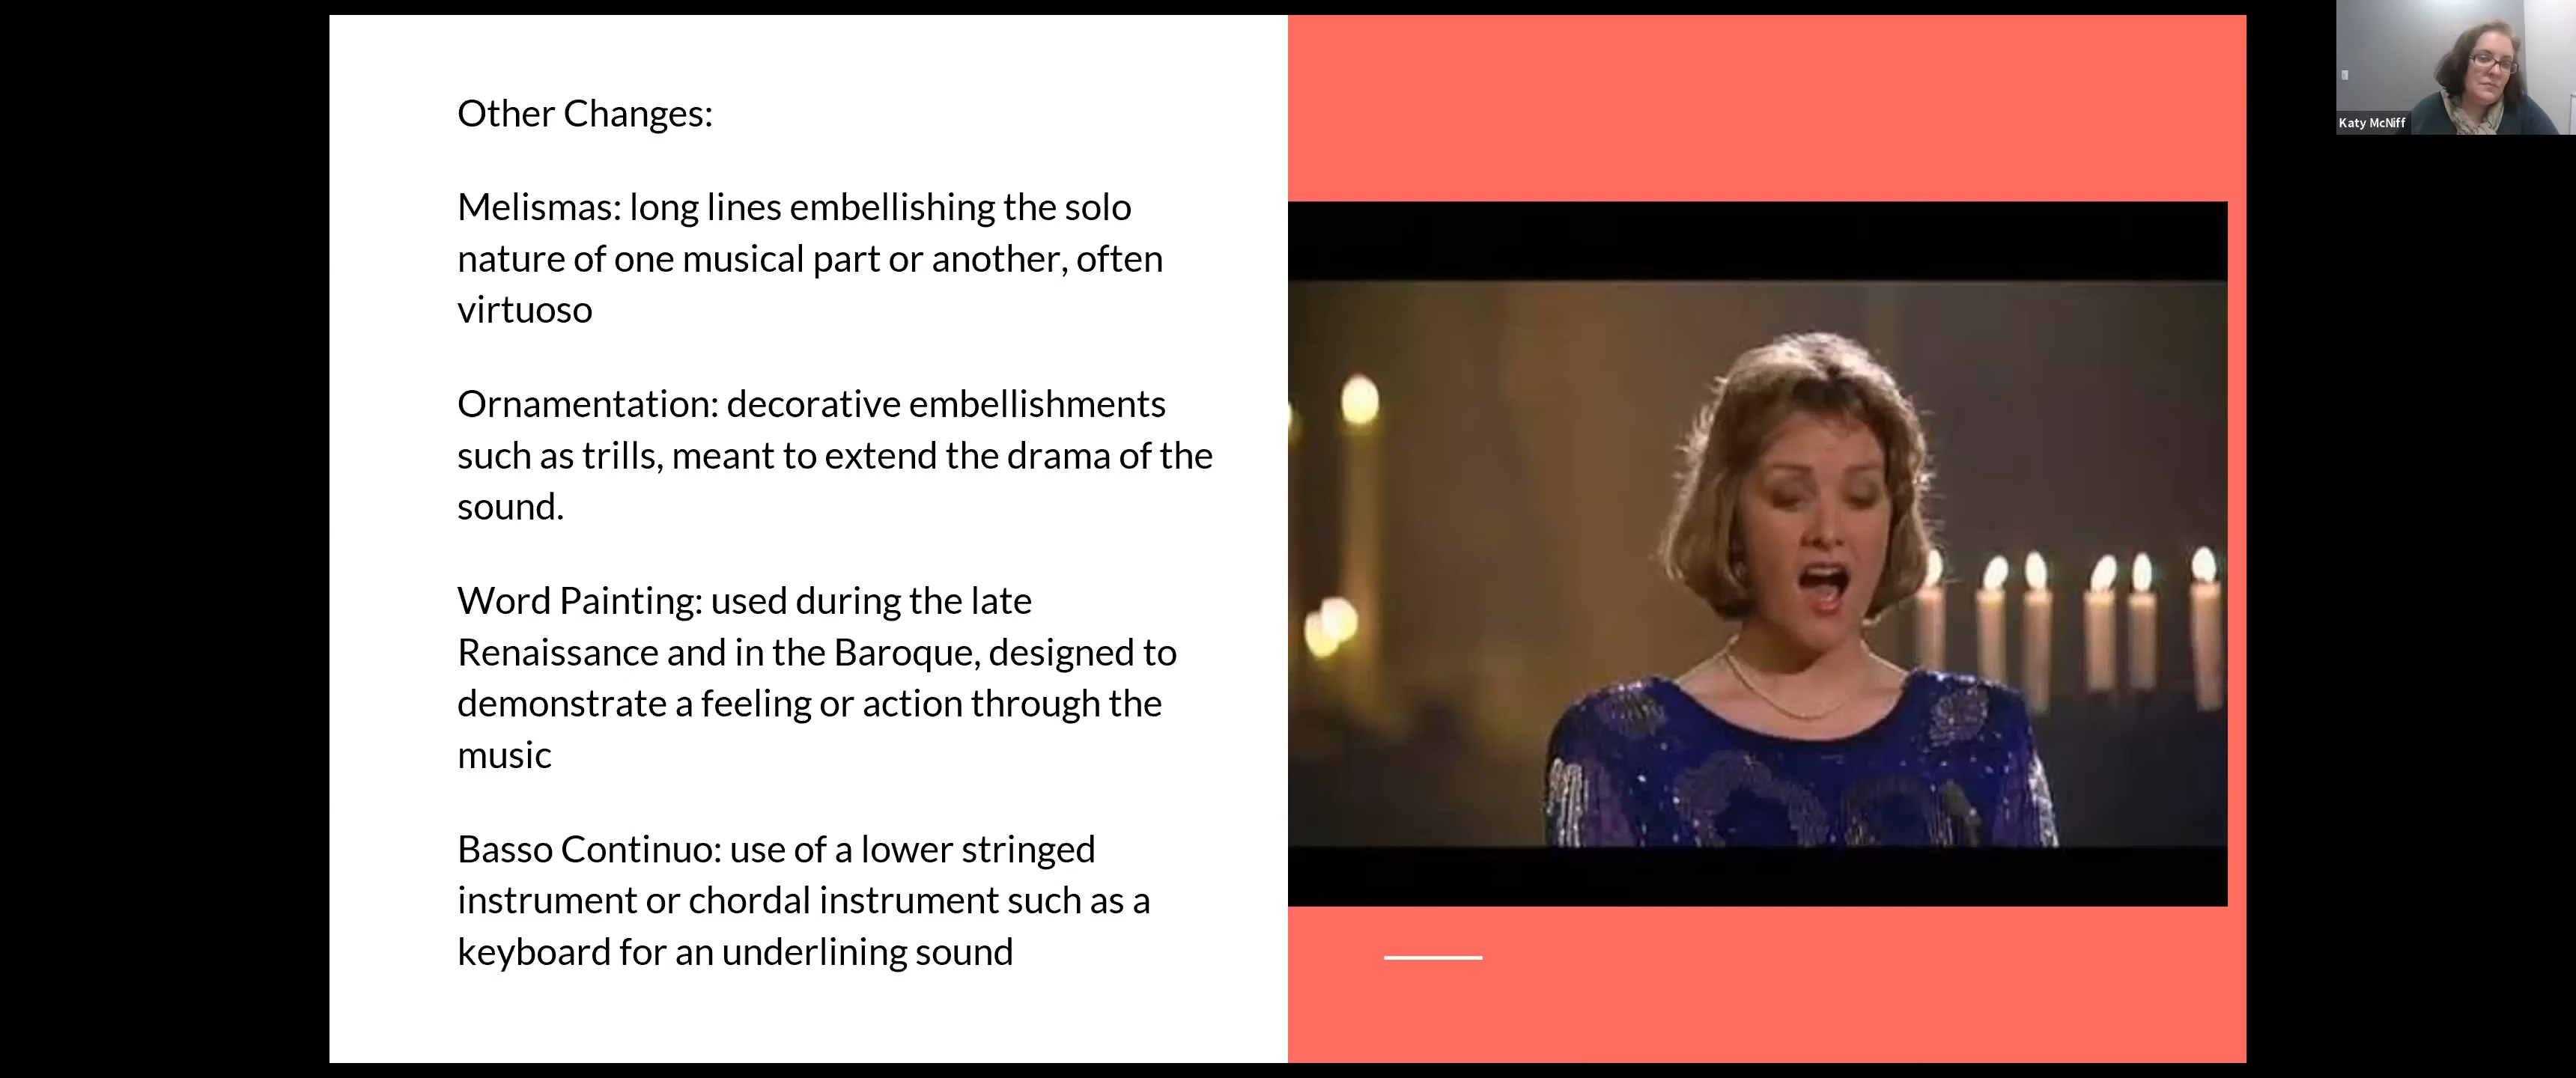 Other Changes:
Melismas: long lines embellishing the solo
nature of one musical part or another, often
virtuoso
Ornamentation: decorative embellishments
such as trills, meant to extend the drama of the
sound.
Word Painting: used during the late
Renaissance and in the Baroque, designed to
demonstrate a feeling or action through the
music
Basso Continuo: use of a lower stringed
instrument or chordal instrument such as a
keyboard for an underlining sound
Katy McNiff